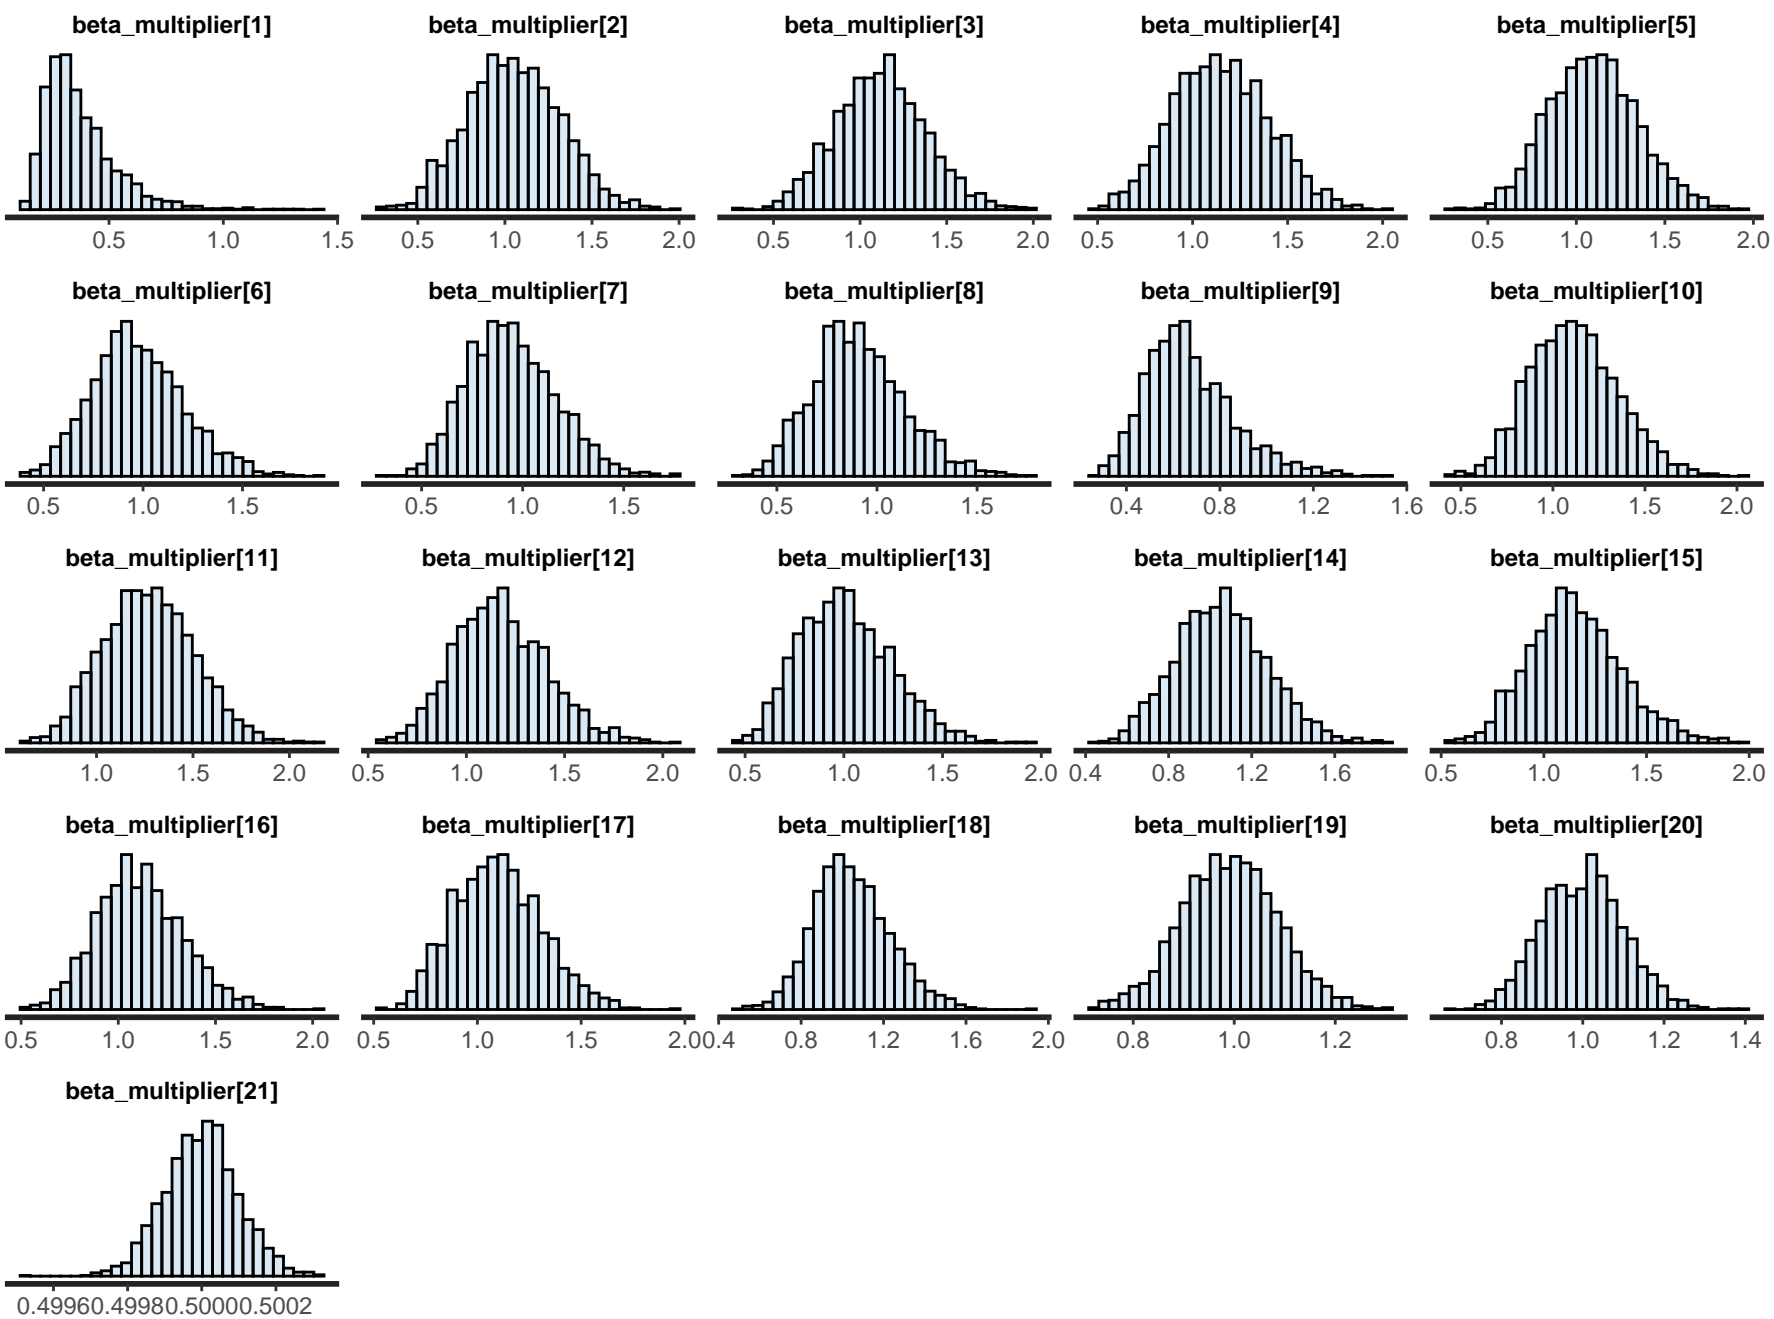 beta_multiplier[1] beta_multiplier[2] beta_multiplier[3] beta_multiplier[4] beta_multiplier[5]
0.5 1.0 1.5 0.5 1.0 1.5 2.0 0.5 1.0 1.5 2.0 0.5 1.0 1.5 2.0 0.5 1.0 1.5 2.0
beta_multiplier[6] beta_multiplier[7] beta_multiplier[8] beta_multiplier[9] beta_multiplier[10]
0.5 1.0 1.5 0.5 1.0 1.5 0.5 1.0 1.5 0.4 0.8 1.2 1.6 0.5 1.0 1.5 2.0
beta_multiplier[11] beta_multiplier[12] beta_multiplier[13] beta_multiplier[14] beta_multiplier[15]
1.0 1.5 2.0 0.5 1.0 1.5 2.0 0.5 1.0 1.5 2.0 0.4 0.8 1.2 1.6 0.5 1.0 1.5 2.0
beta_multiplier[16] beta_multiplier[17] beta_multiplier[18] beta_multiplier[19] beta_multiplier[20]
0.5 1.0 1.5 2.0 0.5 1.0 1.5 2.0 0.4 0.8 1.2 1.6 2.0 0.8 1.0 1.2 0.8 1.0 1.2 1.4
beta_multiplier[21]
0.4996 0.4998 0.5000 0.5002